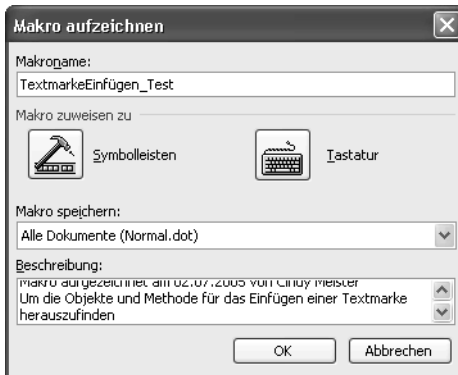 Makro aufzeichnen
Makroname:
TextmarkeEinfügen_Test
Makro zuweisen zu
Symbolleisten
Tastatur
Makro speichern:
Alle Dokumente (Normal.dot)
Beschreibung:
Makro aufgezeichnet am 02.07.2005 von Cindy Meister
Um die Objekte und Methode für das Einfügen einer Textmarke
herauszufinden
OK
Abbrechen